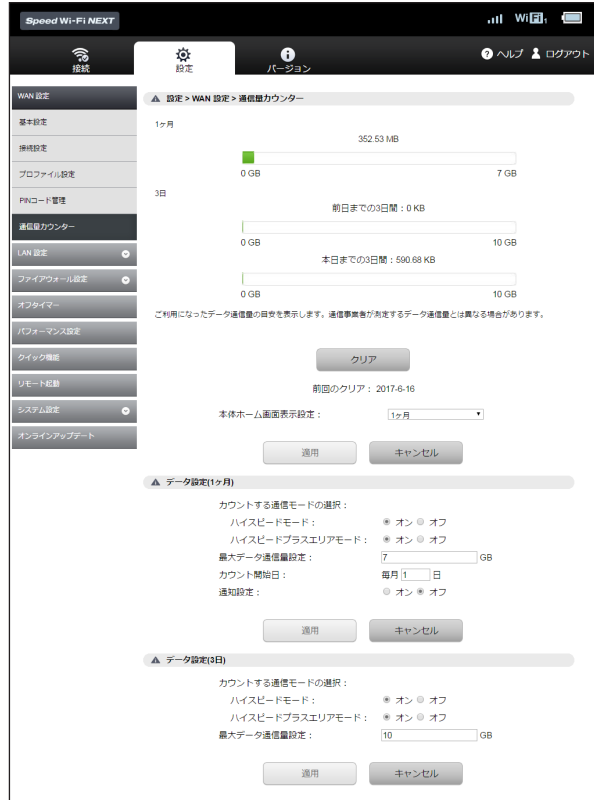 Speed Wi-Fi NEXT
WiFi 1
接続
設定
バージョン
ヘルプ ログアウト
WAN 設定
基本設定
接続設定
プロファイル設定
PINコード管理
通信量カウンター
LAN 設定
ファイアウォール設定
オフタイマー
パフォーマンス設定
クイック機能
リモート起動
システム設定
オンラインアップデート
設定 > WAN 設定 > 通信量カウンター
1ヶ月
352.53 MB
0 GB 7 GB
3日
前日までの3日間：0 KB
0 GB 10 GB
本日までの3日間：590.68 KB
0 GB 10 GB
ご利用になったデータ通信量の目安を表示します。通信事業者が測定するデータ通信量とは異なる場合があります。
クリア
前回のクリア： 2017-6-16
本体ホーム画面表示設定： 1ヶ月
適用 キャンセル
データ設定(1ヶ月)
カウントする通信モードの選択：
ハイスピードモード： オン オフ
ハイスピードプラスエリアモード： オン オフ
最大データ通信量設定： 7 GB
カウント開始日： 毎月 1 日
通知設定： オン オフ
適用 キャンセル
データ設定(3日)
カウントする通信モードの選択：
ハイスピードモード： オン オフ
ハイスピードプラスエリアモード： オン オフ
最大データ通信量設定： 10 GB
適用 キャンセル